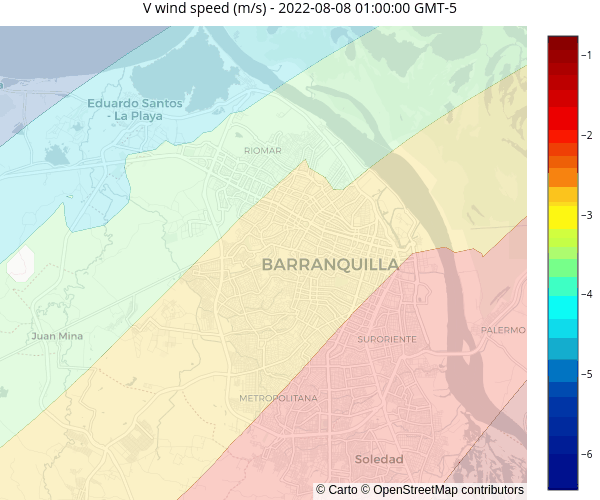 V wind speed (m/s) - 2022-08-08 01:00:00 GMT-5
−1
Eduardo Santos
- La Playa
−2
RIOMAR
−3
BARRANQUILLA
−4
Juan Mina
SURORIENTE
PALERMO
−5
METROPOLITANA
−6
Soledad
© Carto © OpenStreetMap contributors